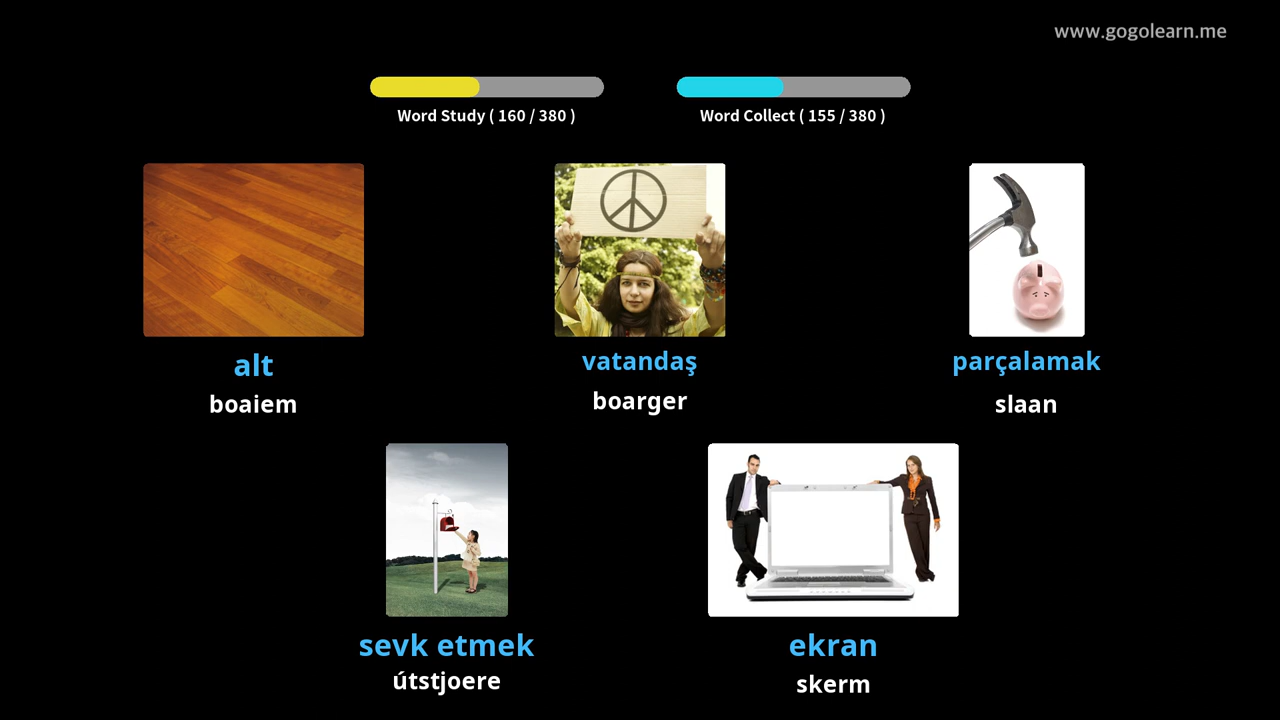 www.gogolearn.me
Word Study ( 160 / 380 )
Word Collect ( 155 / 380 )
alt
boaiem
vatandaş
boarger
parçalamak
slaan
sevk etmek
útstjoere
ekran
skerm